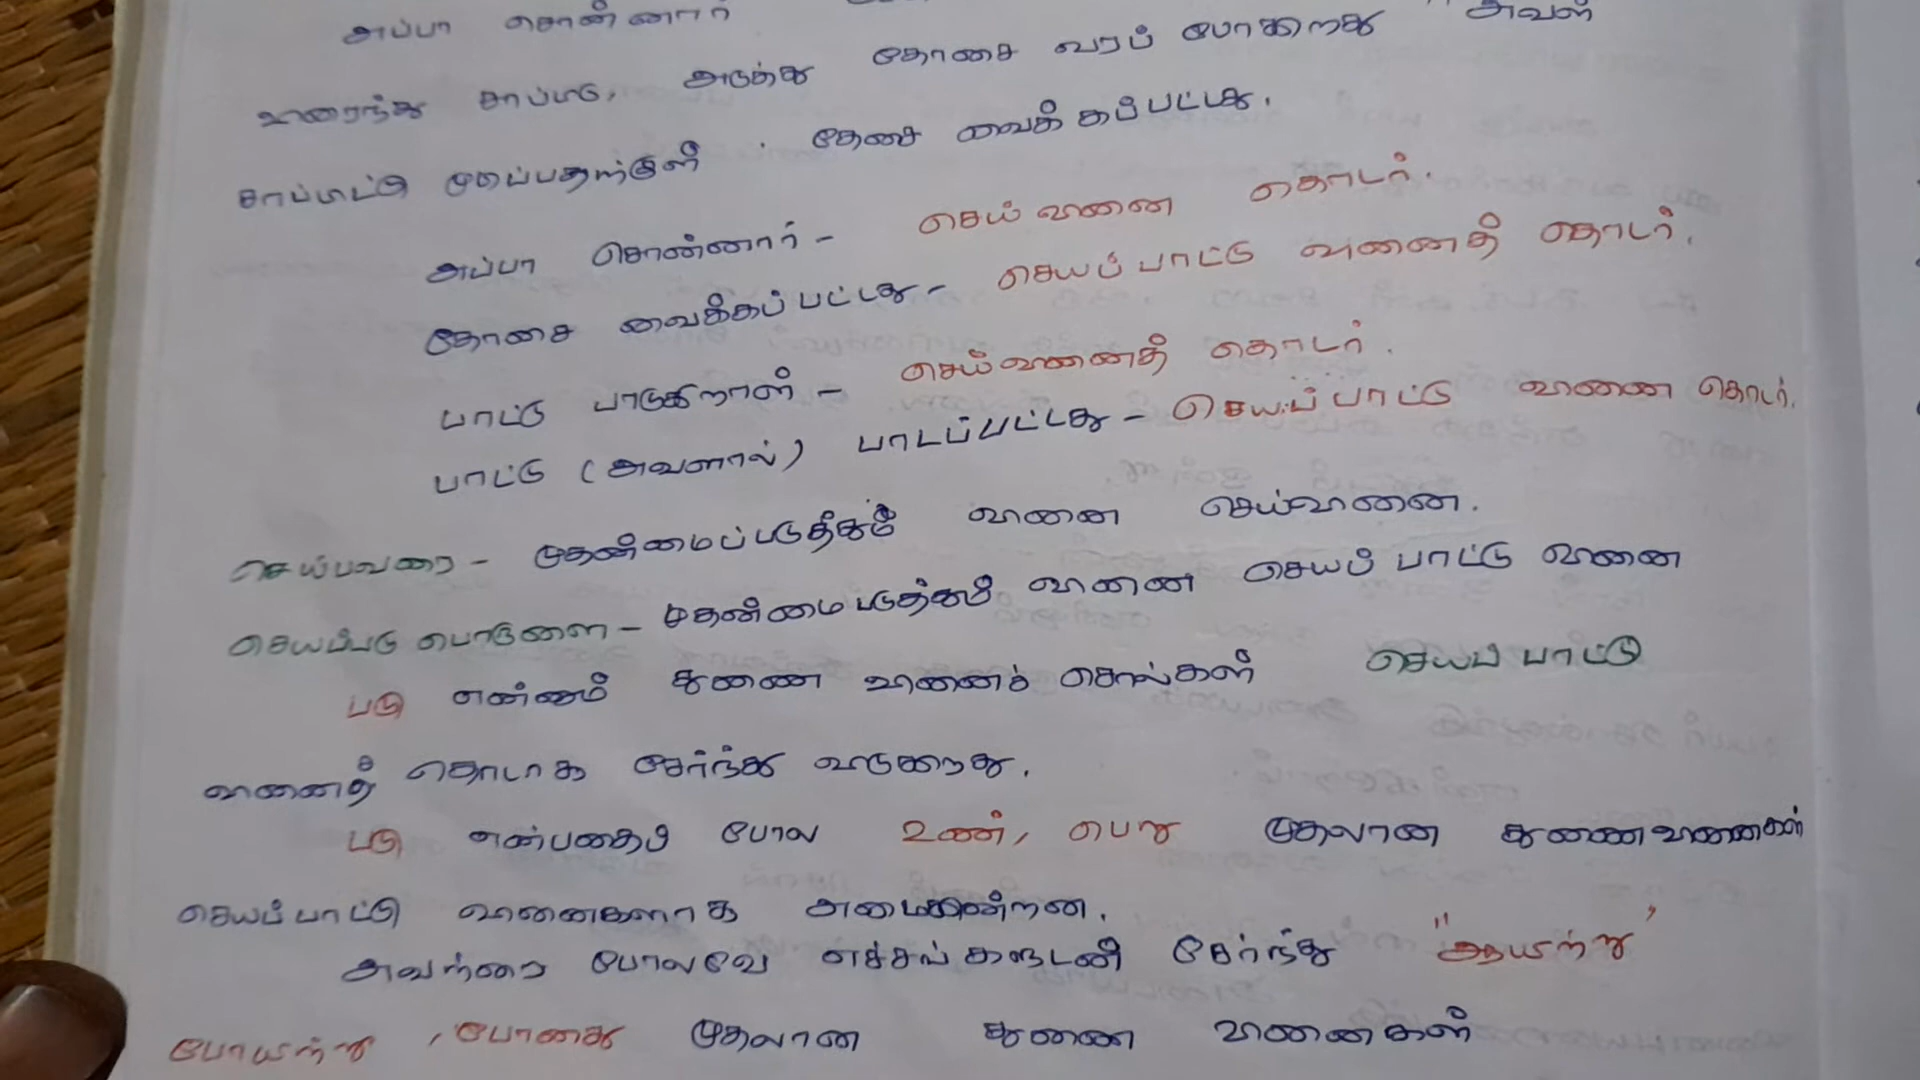 அப்பா சொன்னார்
விரைந்து சாப்பிடு, அடுத்து தோசை வரப் போகிறது " அவள்
சாப்பிட்டு முடிப்பதற்குள் தோசை வைக்கப்பட்டது.
அப்பா சொன்னார் - செய்வினை தொடர்.
தோசை வைக்கப்பட்டது - செயப்பாட்டு வினைத் தொடர்.
பாட்டு பாடுகிறாள் - செய்வினைத் தொடர்.
பாட்டு (அவளால்) பாடப்பட்டது - செயப்பாட்டு வினை தொடர்.
செய்பவரை - முதன்மைப்படுத்தும் வினை செய்வினை.
செயப்படு பொருளை - முதன்மைபடுத்தும் வினை செயப்பாட்டு வினை
படு என்னும் துணை வினைச் சொல்கள் செயப் பாட்டு
வினைத் தொடராக சேர்ந்து வருகிறது.
படு என்பதைப் போல உண், பெறு முதலான துணைவினைகள்
செயப்பாட்டு வினைகளாக அமைகின்றன.
அவற்றை போலவே எச்சங்களுடன் சேர்ந்து "ஆயிற்று'
போயிற்று, போனது முதலான துணை வினைகள்